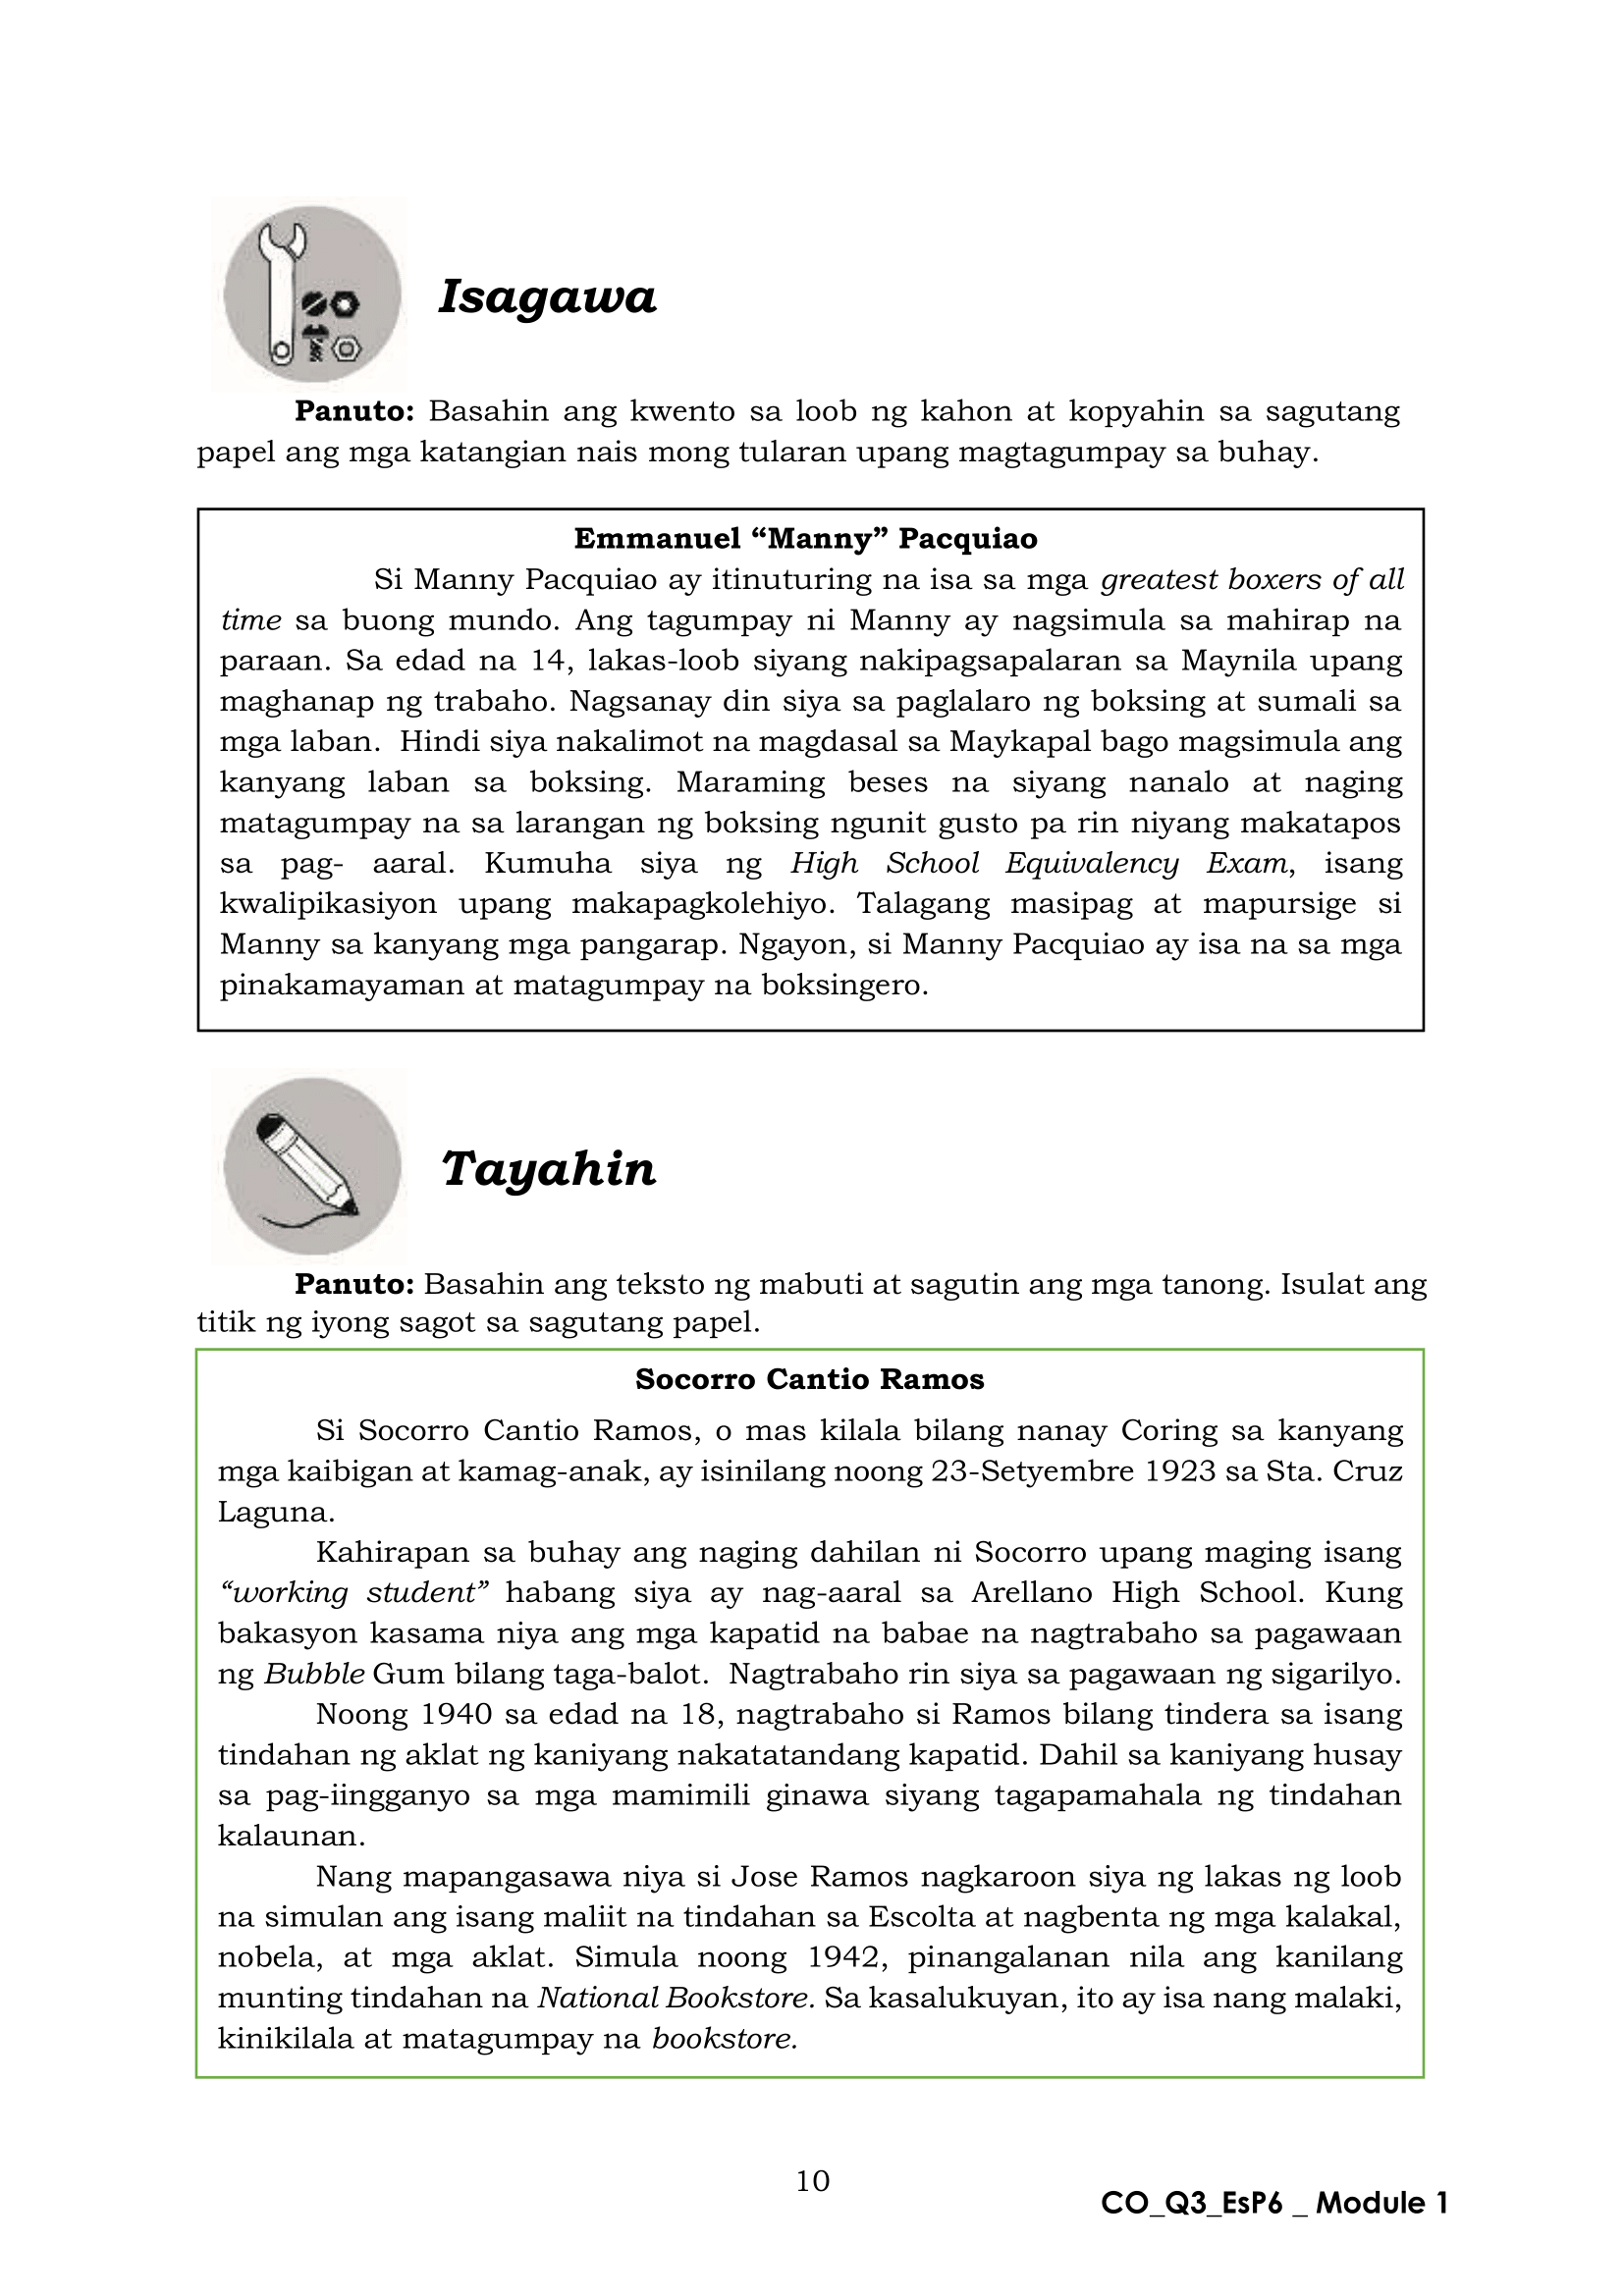 Isagawa
Panuto: Basahin ang kwento sa loob ng kahon at kopyahin sa sagutang
papel ang mga katangian nais mong tularan upang magtagumpay sa buhay.
Emmanuel “Manny” Pacquiao
Si Manny Pacquiao ay itinuturing na isa sa mga greatest boxers of all
time sa buong mundo. Ang tagumpay ni Manny ay nagsimula sa mahirap na
paraan. Sa edad na 14, lakas-loob siyang nakipagsapalaran sa Maynila upang
maghanap ng trabaho. Nagsanay din siya sa paglalaro ng boksing at sumali sa
mga laban. Hindi siya nakalimot na magdasal sa Maykapal bago magsimula ang
kanyang laban sa boksing. Maraming beses na siyang nanalo at naging
matagumpay na sa larangan ng boksing ngunit gusto pa rin niyang makatapos
sa pag- aaral. Kumuha siya ng High School Equivalency Exam, isang
kwalipikasiyon upang makapagkolehiyo. Talagang masipag at mapursige si
Manny sa kanyang mga pangarap. Ngayon, si Manny Pacquiao ay isa na sa mga
pinakamayaman at matagumpay na boksingero.
Tayahin
Panuto: Basahin ang teksto ng mabuti at sagutin ang mga tanong. Isulat ang
titik ng iyong sagot sa sagutang papel.
Socorro Cantio Ramos
Si Socorro Cantio Ramos, o mas kilala bilang nanay Coring sa kanyang
mga kaibigan at kamag-anak, ay isinilang noong 23-Setyembre 1923 sa Sta. Cruz
Laguna.
Kahirapan sa buhay ang naging dahilan ni Socorro upang maging isang
“working student” habang siya ay nag-aaral sa Arellano High School. Kung
bakasyon kasama niya ang mga kapatid na babae na nagtrabaho sa pagawaan
ng Bubble Gum bilang taga-balot. Nagtrabaho rin siya sa pagawaan ng sigarilyo.
Noong 1940 sa edad na 18, nagtrabaho si Ramos bilang tindera sa isang
tindahan ng aklat ng kaniyang nakatatandang kapatid. Dahil sa kaniyang husay
sa pag-iingganyo sa mga mamimili ginawa siyang tagapamahala ng tindahan
kalaunan.
Nang mapangasawa niya si Jose Ramos nagkaroon siya ng lakas ng loob
na simulan ang isang maliit na tindahan sa Escolta at nagbenta ng mga kalakal,
nobela, at mga aklat. Simula noong 1942, pinangalanan nila ang kanilang
munting tindahan na National Bookstore. Sa kasalukuyan, ito ay isa nang malaki,
kinikilala at matagumpay na bookstore.
10
CO_Q3_EsP6 _ Module 1